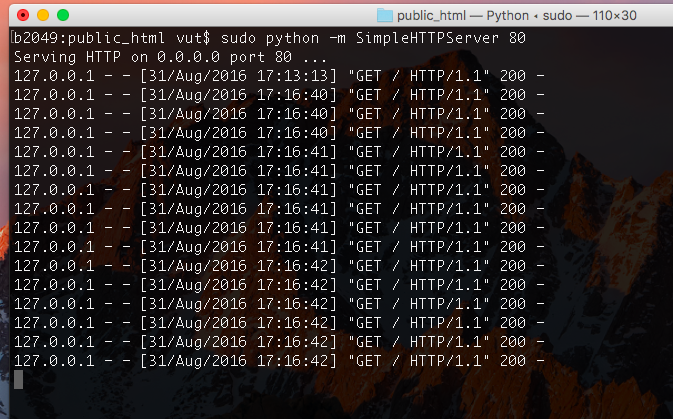 public_html — Python ◂ sudo — 110×30
[b2049:public_html vut$ sudo python -m SimpleHTTPServer 80
Serving HTTP on 0.0.0.0 port 80 ...
127.0.0.1 - - [31/Aug/2016 17:13:13] "GET / HTTP/1.1" 200 -
127.0.0.1 - - [31/Aug/2016 17:16:40] "GET / HTTP/1.1" 200 -
127.0.0.1 - - [31/Aug/2016 17:16:40] "GET / HTTP/1.1" 200 -
127.0.0.1 - - [31/Aug/2016 17:16:40] "GET / HTTP/1.1" 200 -
127.0.0.1 - - [31/Aug/2016 17:16:41] "GET / HTTP/1.1" 200 -
127.0.0.1 - - [31/Aug/2016 17:16:41] "GET / HTTP/1.1" 200 -
127.0.0.1 - - [31/Aug/2016 17:16:41] "GET / HTTP/1.1" 200 -
127.0.0.1 - - [31/Aug/2016 17:16:41] "GET / HTTP/1.1" 200 -
127.0.0.1 - - [31/Aug/2016 17:16:41] "GET / HTTP/1.1" 200 -
127.0.0.1 - - [31/Aug/2016 17:16:41] "GET / HTTP/1.1" 200 -
127.0.0.1 - - [31/Aug/2016 17:16:42] "GET / HTTP/1.1" 200 -
127.0.0.1 - - [31/Aug/2016 17:16:42] "GET / HTTP/1.1" 200 -
127.0.0.1 - - [31/Aug/2016 17:16:42] "GET / HTTP/1.1" 200 -
127.0.0.1 - - [31/Aug/2016 17:16:42] "GET / HTTP/1.1" 200 -
127.0.0.1 - - [31/Aug/2016 17:16:42] "GET / HTTP/1.1" 200 -
127.0.0.1 - - [31/Aug/2016 17:16:42] "GET / HTTP/1.1" 200 -